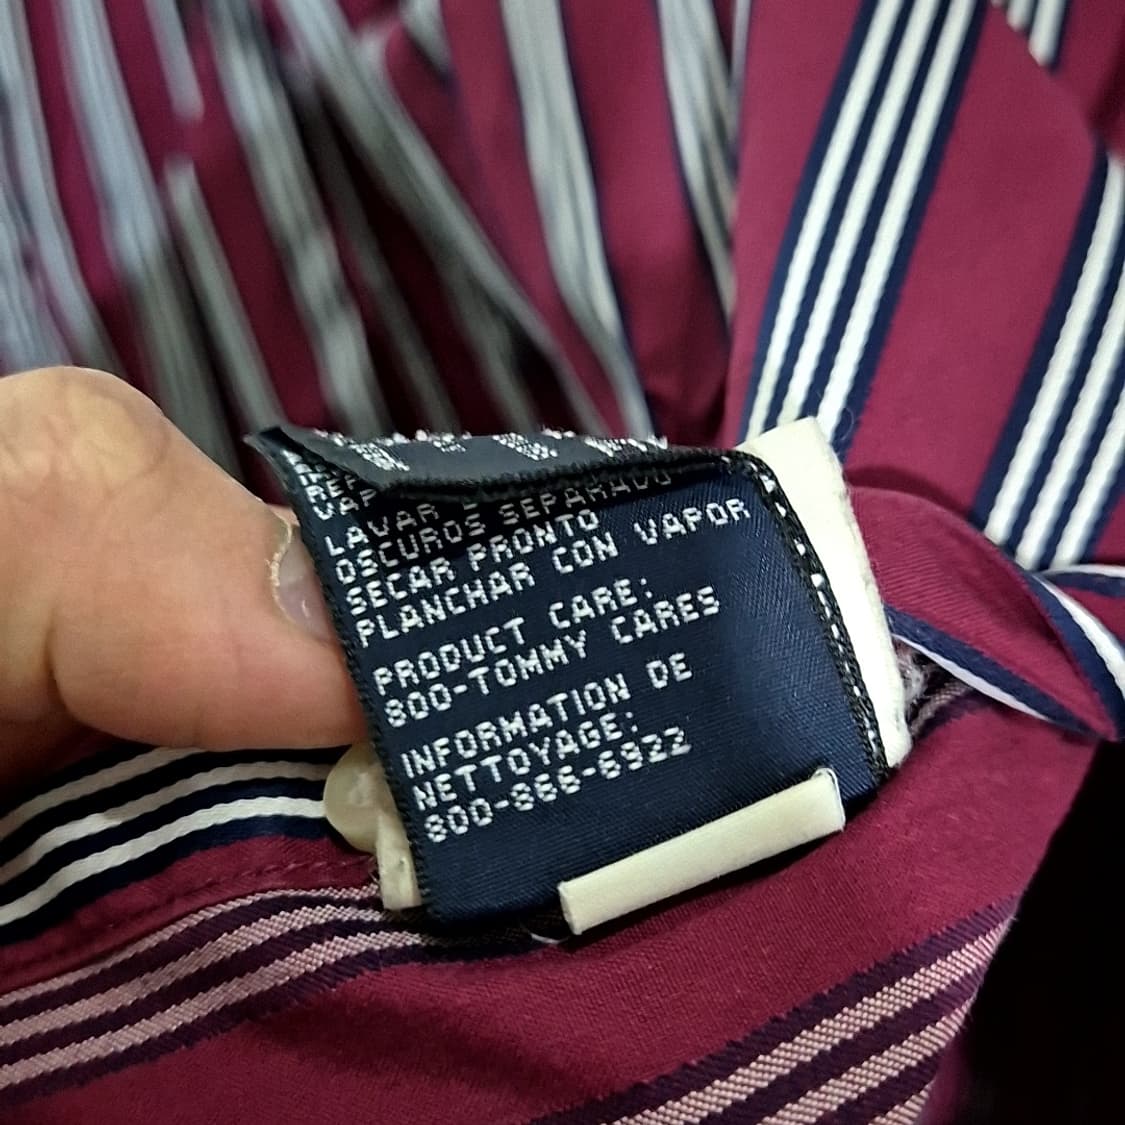 LAVAR
OSCUROS SEPARADO
SECAR PRONTO
PLANCHAR CON VAPOR
PRODUCT CARE:
800-TOMMY CARES
INFORMATION DE
NETTOYAGE:
800-866-6922